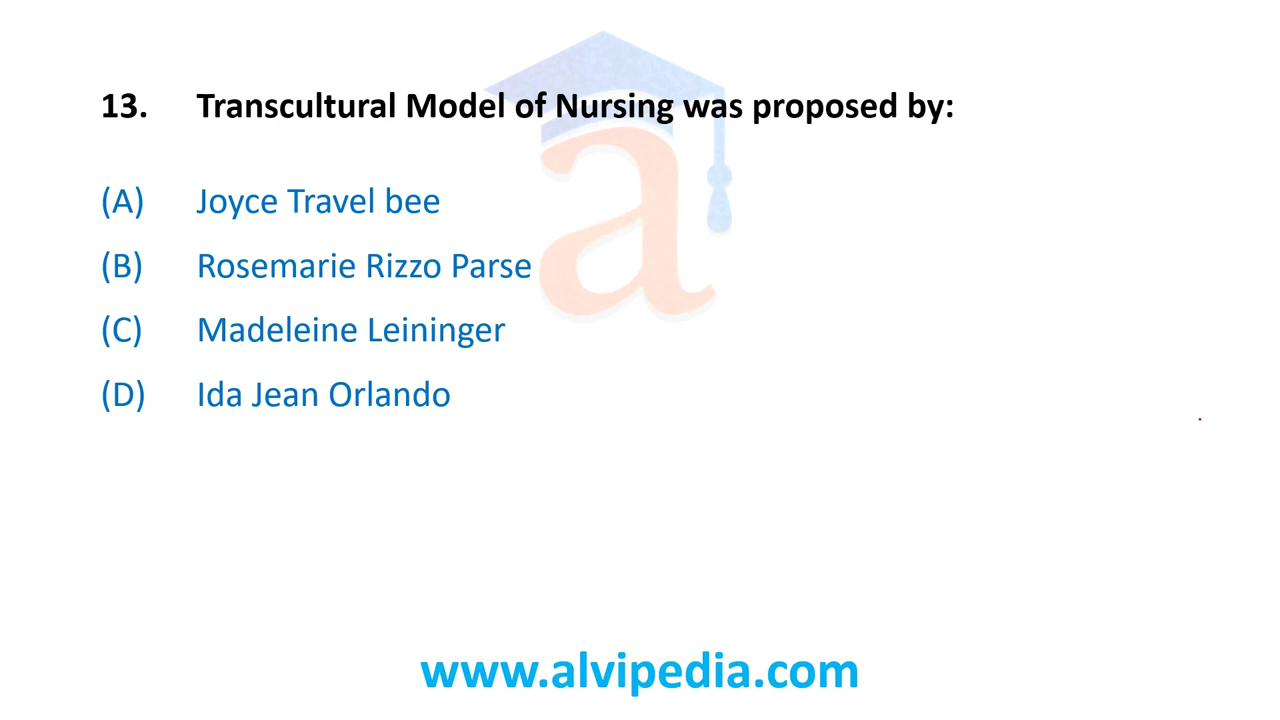 13. Transcultural Model of Nursing was proposed by:
(A) Joyce Travel bee
(B) Rosemarie Rizzo Parse
(C) Madeleine Leininger
(D) Ida Jean Orlando
www.alvipedia.com